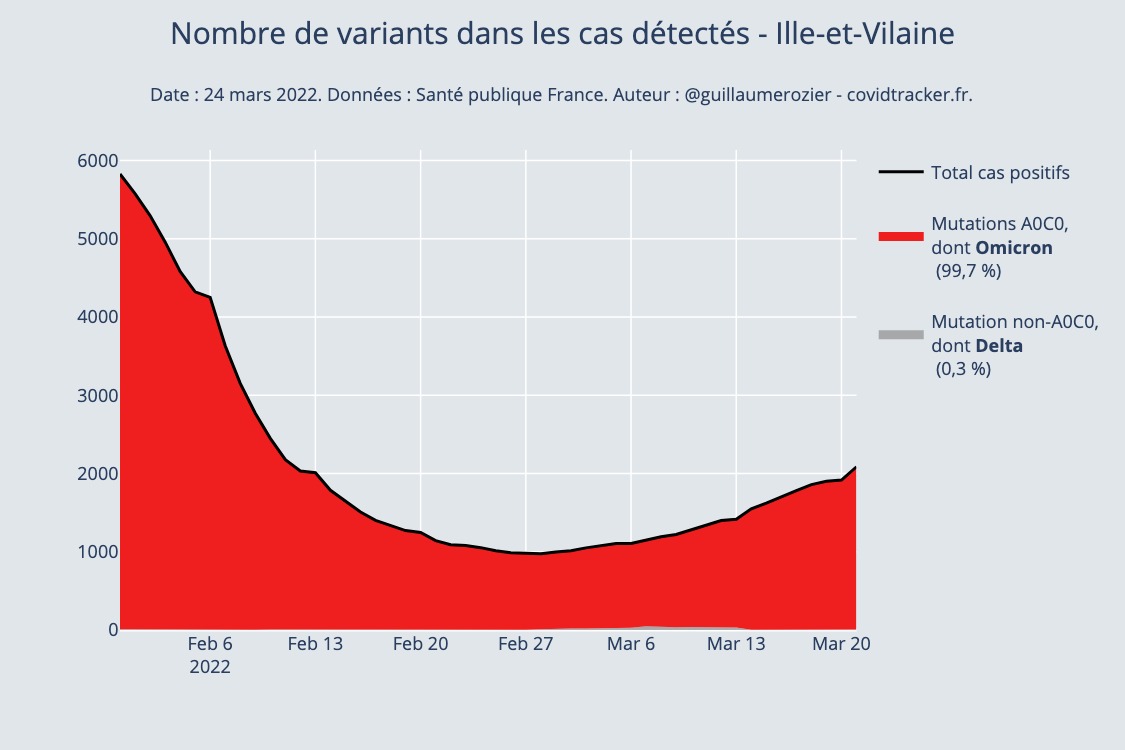 Nombre de variants dans les cas détectés - Ille-et-Vilaine
Date : 24 mars 2022. Données : Santé publique France. Auteur : @guillaumerozier - covidtracker.fr.
6000
5000
4000
3000
2000
1000
0
Feb 6
2022
Feb 13
Feb 20
Feb 27
Mar 6
Mar 13
Mar 20
Total cas positifs
Mutations A0C0,
dont Omicron
(99,7 %)
Mutation non-A0C0,
dont Delta
(0,3 %)